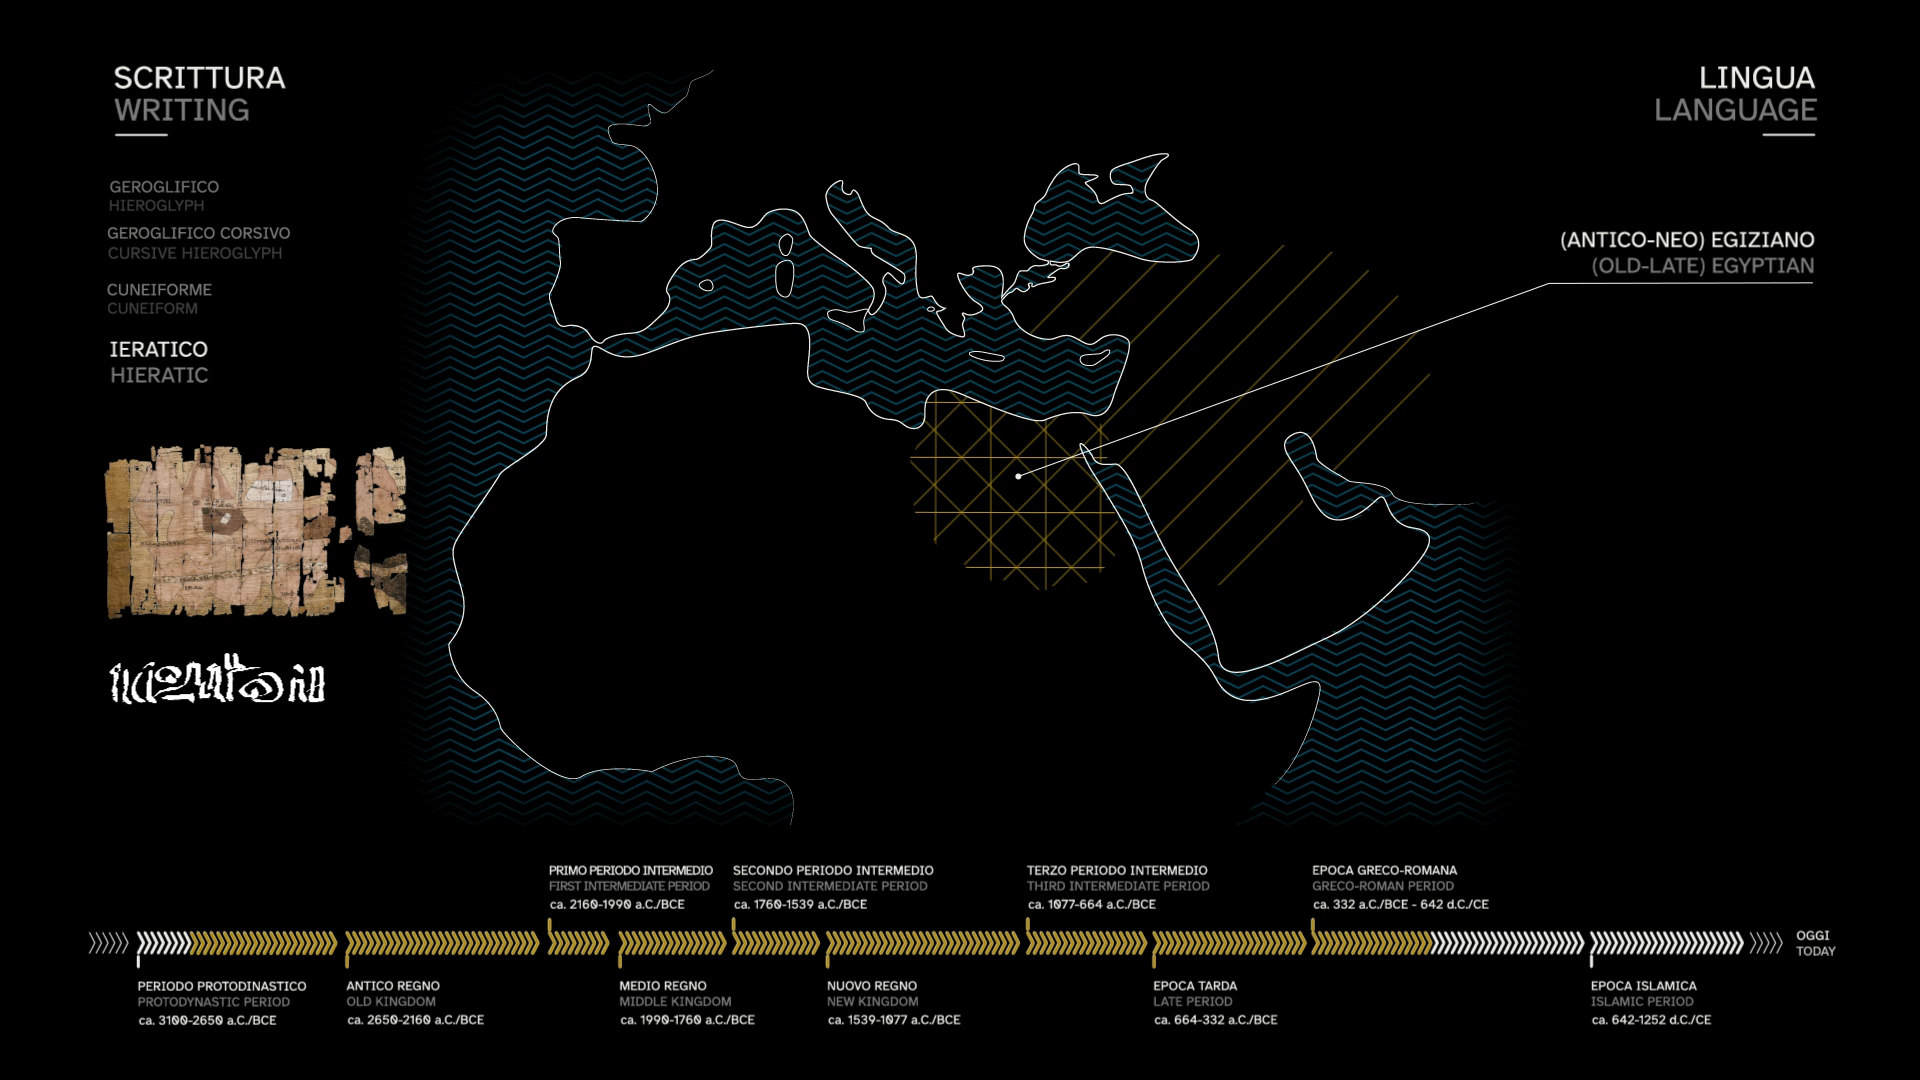 SCRITTURA
WRITING
GEROGLIFICO
HIEROGLYPH
GEROGLIFICO CORSIVO
CURSIVE HIEROGLYPH
CUNEIFORME
CUNEIFORM
IERATICO
HIERATIC
LINGUA
LANGUAGE
(ANTICO-NEO) EGIZIANO
(OLD-LATE) EGYPTIAN
PRIMO PERIODO INTERMEDIO
FIRST INTERMEDIATE PERIOD
ca. 2160-1990 a.C./BCE
SECONDO PERIODO INTERMEDIO
SECOND INTERMEDIATE PERIOD
ca. 1760-1539 a.C./BCE
TERZO PERIODO INTERMEDIO
THIRD INTERMEDIATE PERIOD
ca. 1077-664 a.C./BCE
EPOCA GRECO-ROMANA
GRECO-ROMAN PERIOD
ca. 332 a.C./BCE - 642 d.C./CE
OGGI
TODAY
PERIODO PROTODINASTICO
PROTODYNASTIC PERIOD
ca. 3100-2650 a.C./BCE
ANTICO REGNO
OLD KINGDOM
ca. 2650-2160 a.C./BCE
MEDIO REGNO
MIDDLE KINGDOM
ca. 1990-1760 a.C./BCE
NUOVO REGNO
NEW KINGDOM
ca. 1539-1077 a.C./BCE
EPOCA TARDA
LATE PERIOD
ca. 664-332 a.C./BCE
EPOCA ISLAMICA
ISLAMIC PERIOD
ca. 642-1252 d.C./CE